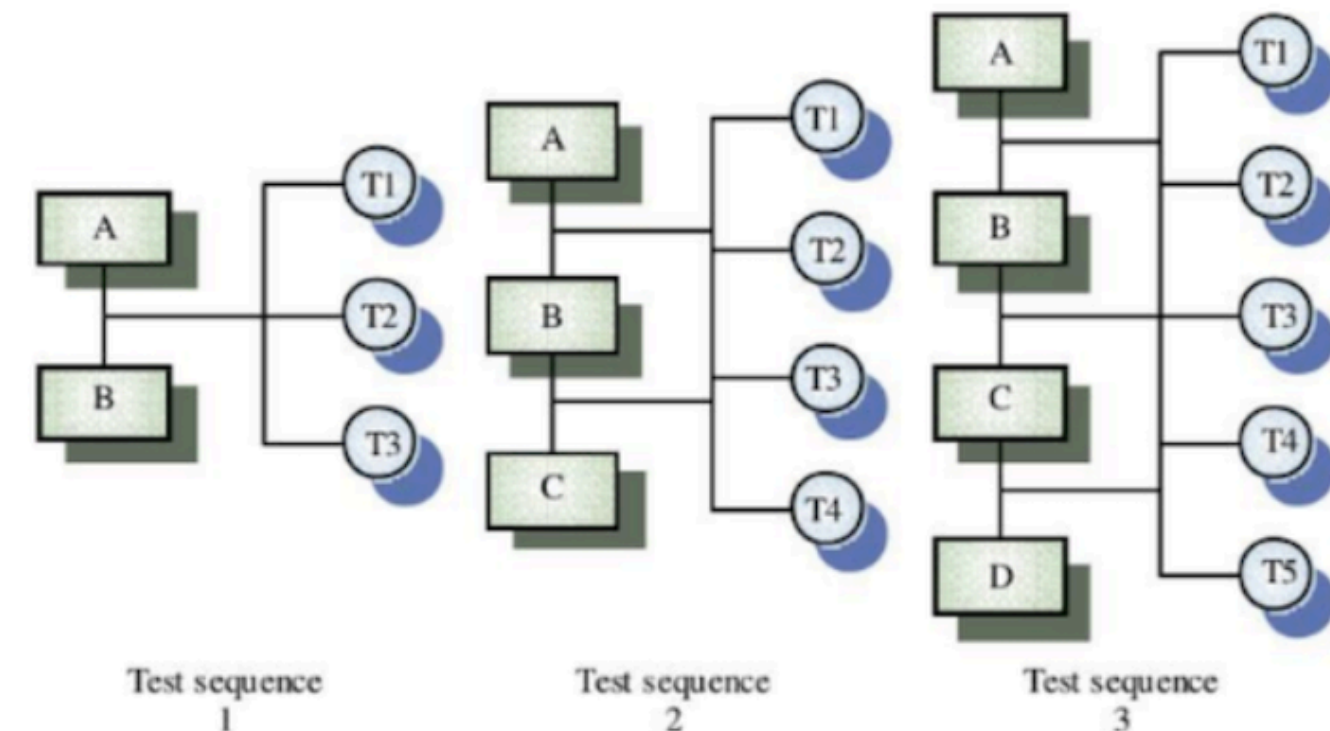 A
B
T1
T2
T3
Test sequence
1
A
B
C
T1
T2
T3
T4
Test sequence
2
A
B
C
D
T1
T2
T3
T4
T5
Test sequence
3